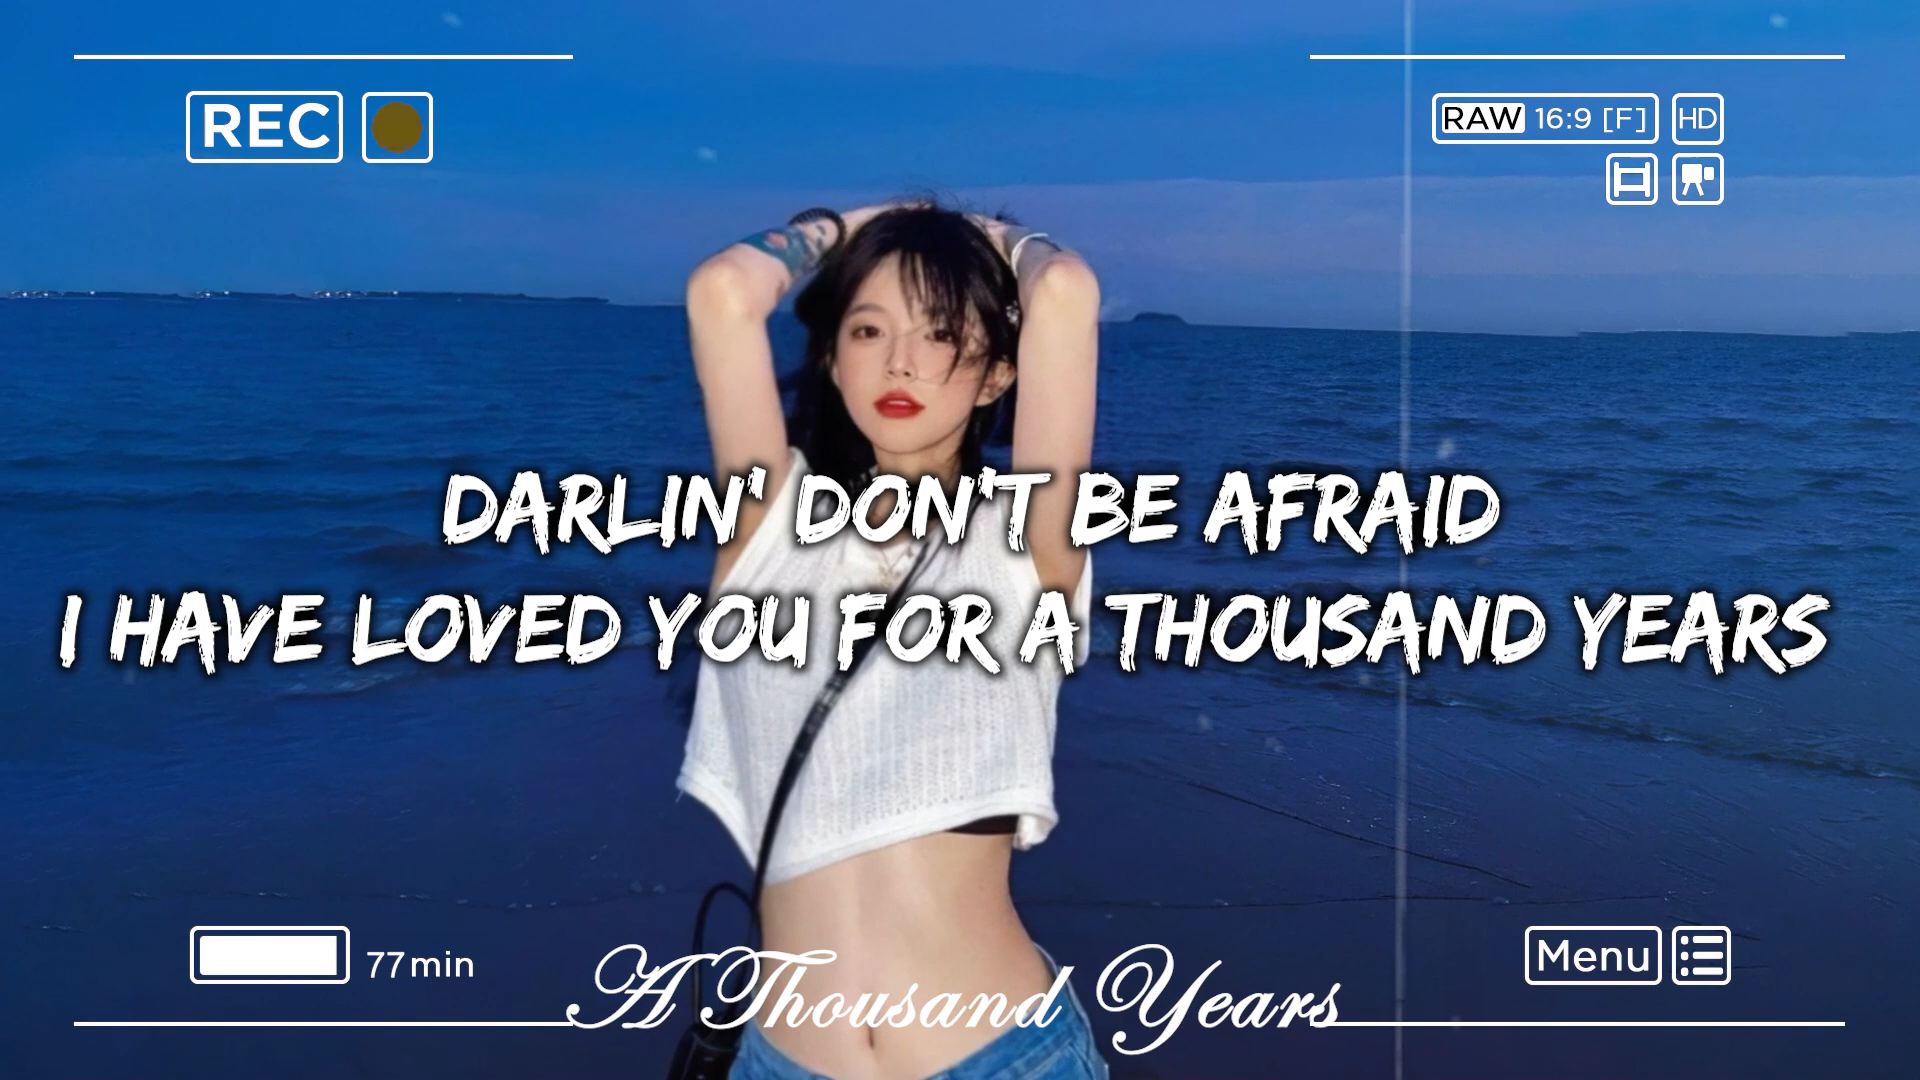 REC
RAW 16:9 [F] HD
DARLIN' DON'T BE AFRAID
I HAVE LOVED YOU FOR A THOUSAND YEARS
77min
Menu
A Thousand Years